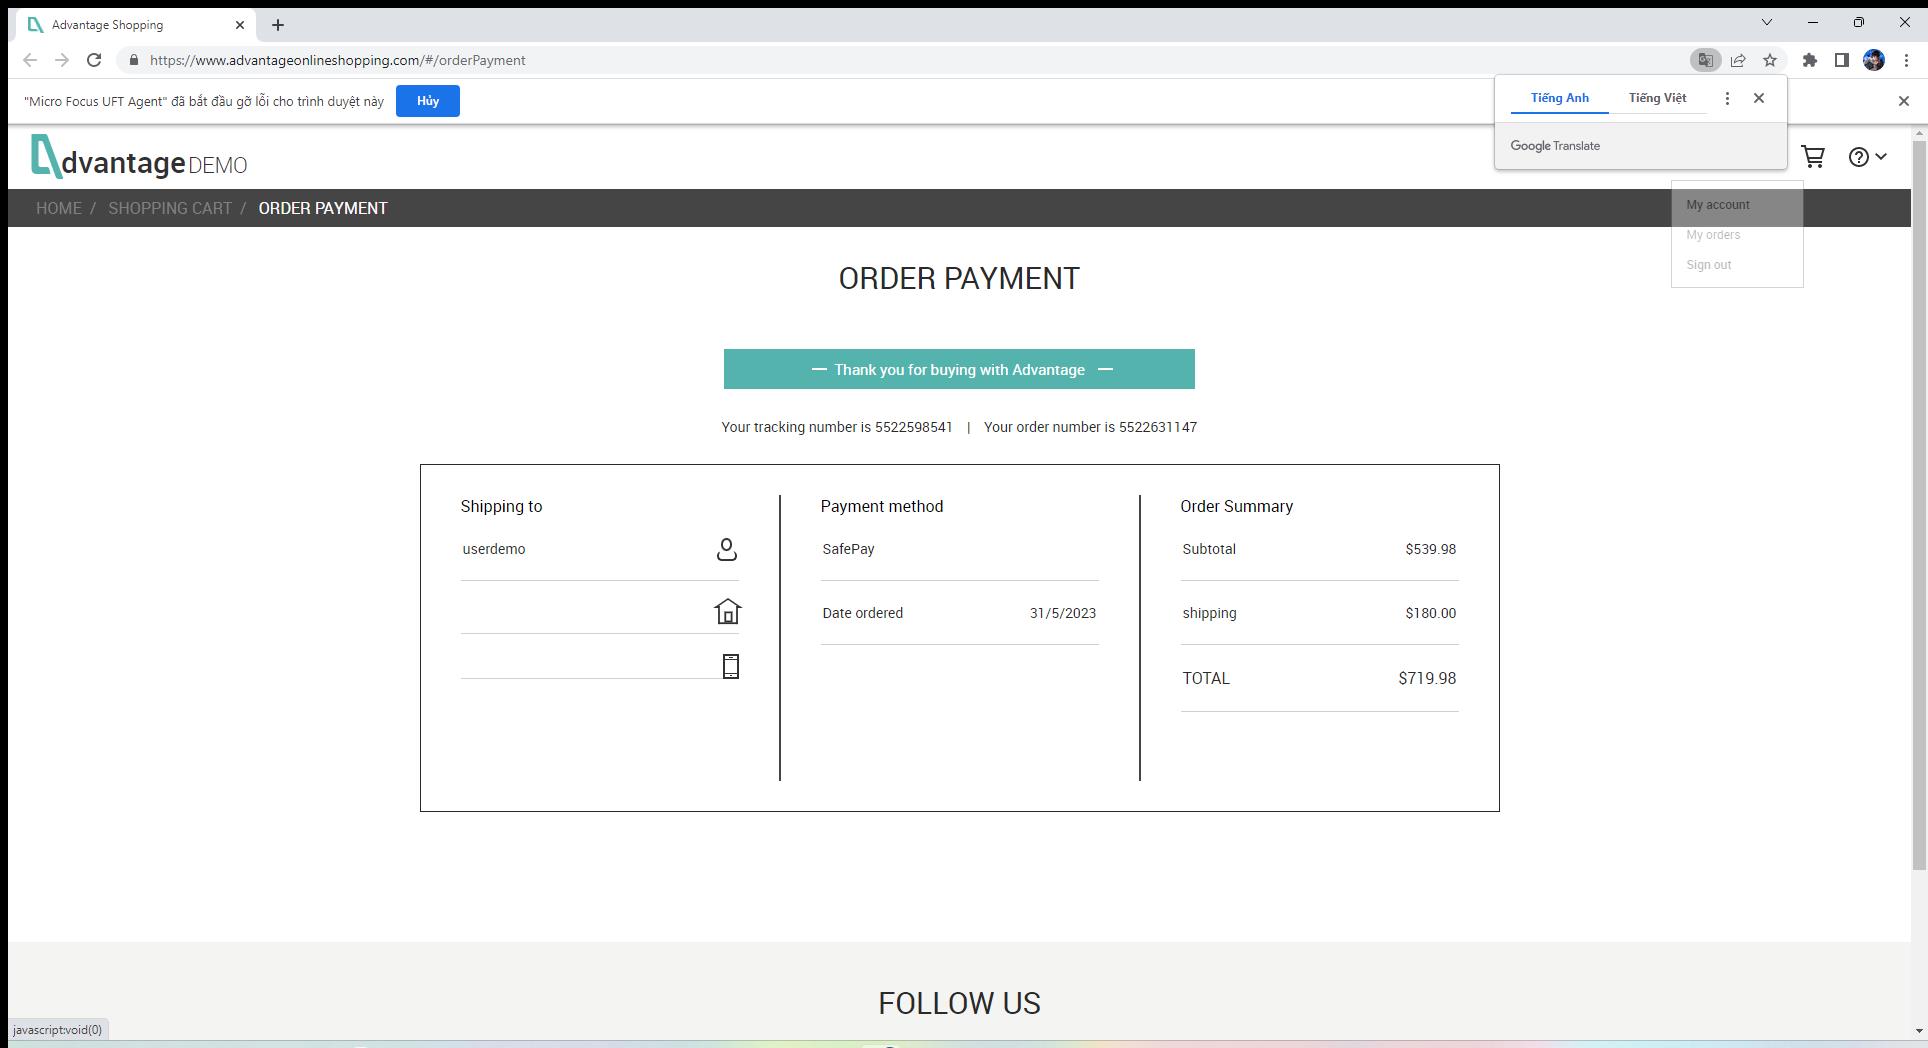 Advantage Shopping
https://www.advantageonlineshopping.com/#/orderPayment
"Micro Focus UFT Agent" đã bắt đầu gỡ lỗi cho trình duyệt này
Hủy
Tiếng Anh
Tiếng Việt
Google Translate
dvantage DEMO
HOME / SHOPPING CART / ORDER PAYMENT
My account
My orders
Sign out
ORDER PAYMENT
— Thank you for buying with Advantage —
Your tracking number is 5522598541 | Your order number is 5522631147
Shipping to
userdemo
Payment method
SafePay
Date ordered 31/5/2023
Order Summary
Subtotal $539.98
shipping $180.00
TOTAL $719.98
FOLLOW US
javascript:void(0)